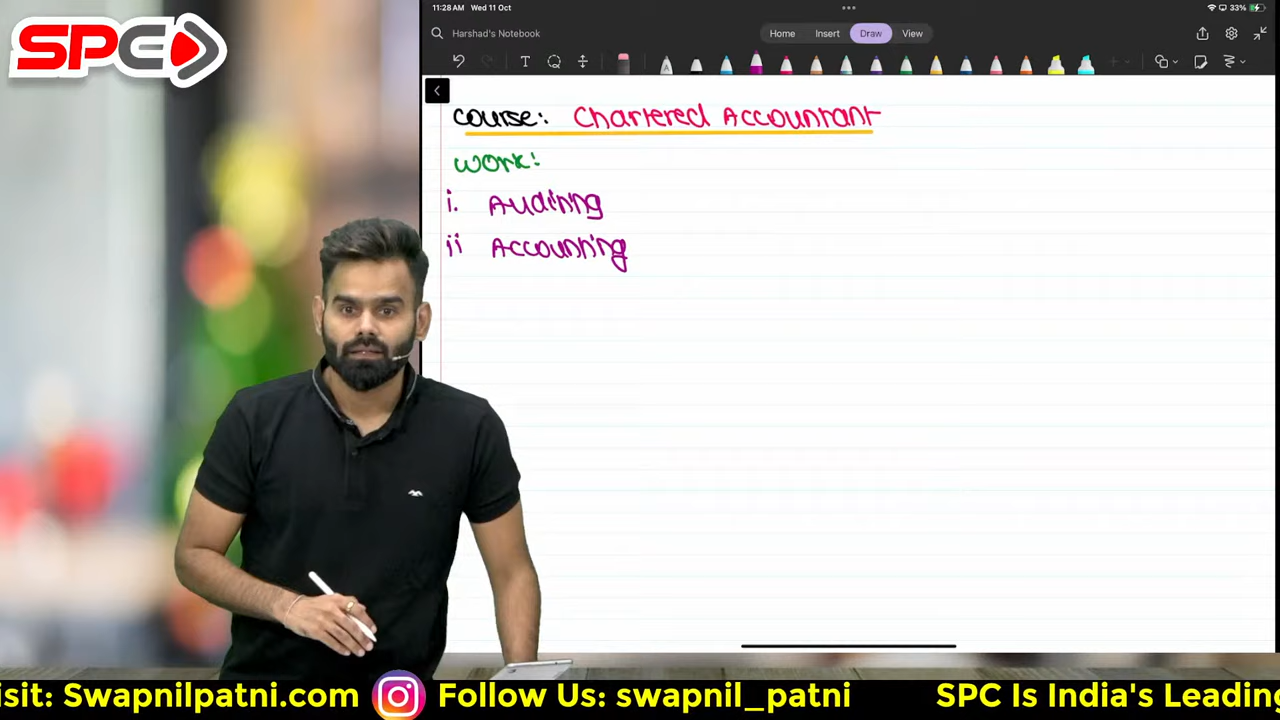 SPC
11:28 AM Wed 11 Oct
33%
Harshad's Notebook
Home Insert Draw View
T
Course: Chartered Accountant
Work:
i. Auditing
ii Accounting
isit: Swapnilpatni.com Follow Us: swapnil_patni SPC Is India's Leading